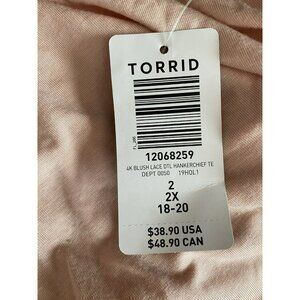 TORRID
12068259
4K BLUSH LACE DTL HANKERCHIEF TE
DEPT 0050 19HOL1
2
2X
18-20
$38.90 USA
$48.90 CAN